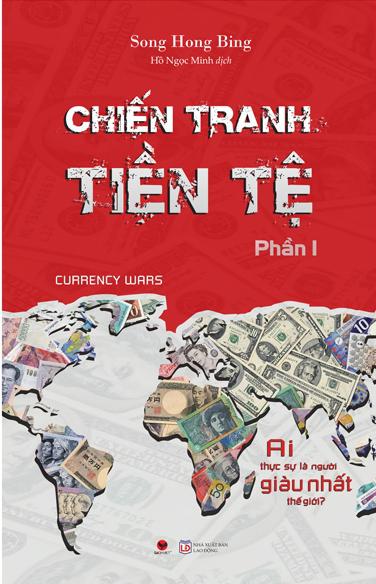 Song Hong Bing
Hồ Ngọc Minh dịch
CHIẾN TRANH
TIỀN TỆ
Phần I
CURRENCY WARS
Ai
thực sự là người
giàu nhất
thế giới?
NHÀ XUẤT BẢN
LAO ĐỘNG